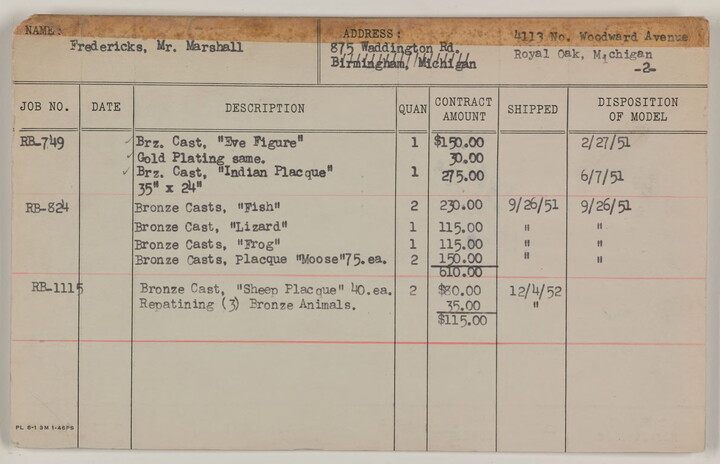 NAME: ADDRESS: 4113 No. Woodward Avenue
Fredericks, Mr. Marshall 875 Waddington Rd. Royal Oak, Michigan
Birmingham, Michigan -2-
JOB NO. DATE DESCRIPTION QUAN CONTRACT AMOUNT SHIPPED DISPOSITION OF MODEL
RB-749 ✓ Brz. Cast, "Eve Figure" 1 $150.00 2/27/51
✓ Gold Plating same. 30.00
✓ Brz. Cast, "Indian Placque" 1 275.00 6/7/51
35" x 24"
RB-824 Bronze Casts, "Fish" 2 230.00 9/26/51 9/26/51
Bronze Cast, "Lizard" 1 115.00 " "
Bronze Casts, "Frog" 1 115.00 " "
Bronze Casts, Placque "Moose"75.ea. 2 150.00 " "
610.00
RB-1115 Bronze Cast, "Sheep Placque" 40.ea. 2 $80.00 12/4/52
Repatining (3) Bronze Animals. 35.00 "
$115.00
PL R-1 3M 1-46PS